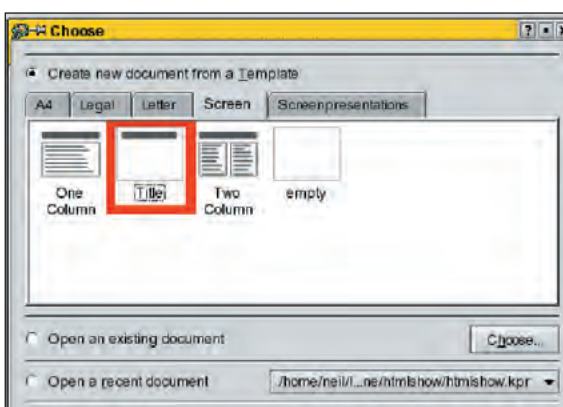 Choose
Create new document from a Template
A4 Legal Letter Screen Screenpresentations
One Column
Title
Two Column
empty
Open an existing document
Choose...
Open a recent document
/home/neil/l...ne/htmlshow/htmlshow.kpr